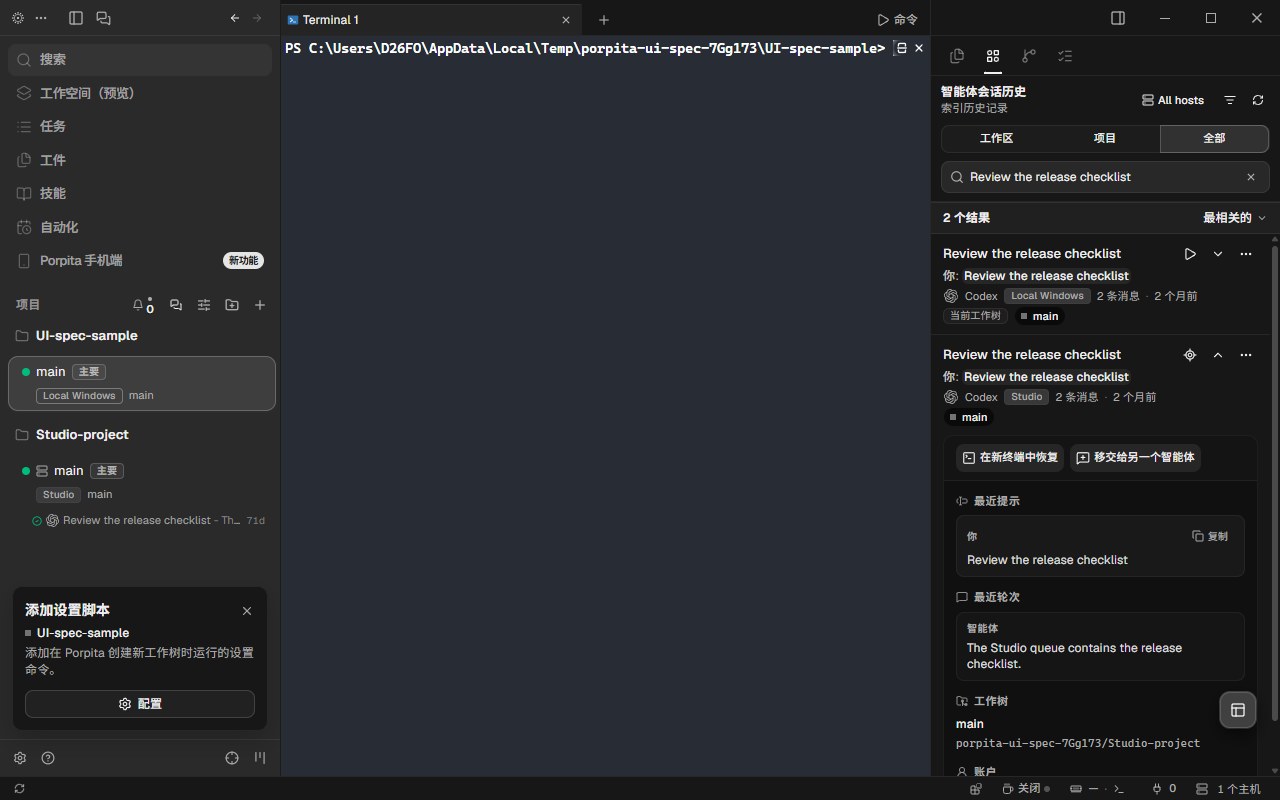 搜索
工作空间（预览）
任务
工件
技能
自动化
Porpita 手机端 新功能
项目 0
UI-spec-sample
main 主要
Local Windows main
Studio-project
main 主要
Studio main
Review the release checklist - Th... 71d
添加设置脚本
UI-spec-sample
添加在 Porpita 创建新工作树时运行的设置
命令。
配置
Terminal 1 命令
PS C:\Users\D26FO\AppData\Local\Temp\porpita-ui-spec-7Gg173\UI-spec-sample>
智能体会话历史
索引历史记录
All hosts
工作区 项目 全部
Review the release checklist
2 个结果 最相关的
Review the release checklist
你: Review the release checklist
Codex Local Windows 2 条消息 · 2 个月前
当前工作树 main
Review the release checklist
你: Review the release checklist
Codex Studio 2 条消息 · 2 个月前
main
在新终端中恢复 移交给另一个智能体
最近提示
你 复制
Review the release checklist
最近轮次
智能体
The Studio queue contains the release
checklist.
工作树
main
porpita-ui-spec-7Gg173/Studio-project
账户
关闭 — · 0 1 个主机